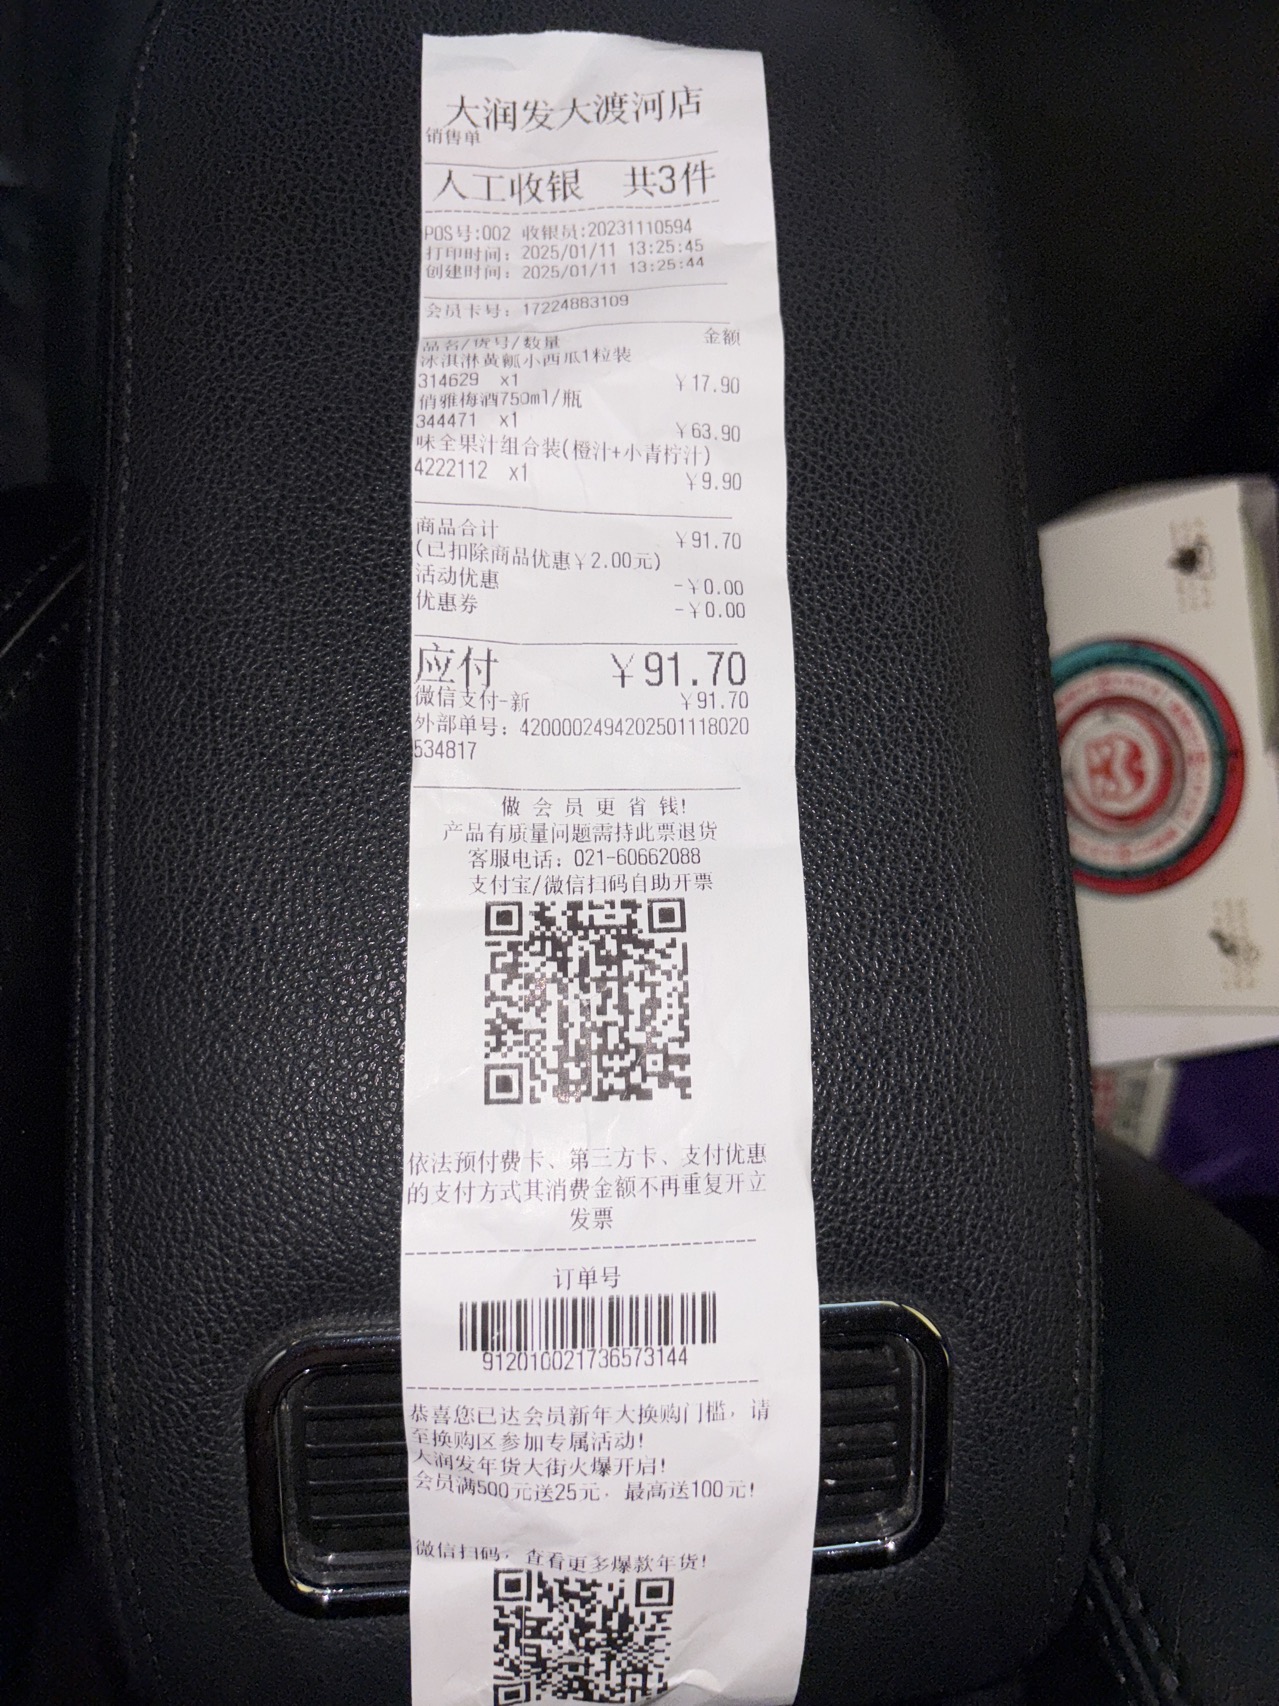 大润发大渡河店
销售单
人工收银 共3件
POS号:002 收银员:20231110594
打印时间：2025/01/11 13:25:45
创建时间：2025/01/11 13:25:44
会员卡号：17224883109
品名/货号/数量 金额
冰淇淋黄瓤小西瓜1粒装
314629 x1 ￥17.90
俏雅梅酒750ml/瓶
344471 x1 ￥63.90
味全果汁组合装(橙汁+小青柠汁)
4222112 x1 ￥9.90
商品合计 ￥91.70
(已扣除商品优惠￥2.00元)
活动优惠 -￥0.00
优惠券 -￥0.00
应付 ￥91.70
微信支付-新 ￥91.70
外部单号：4200002494202501118020
534817
做 会 员 更 省 钱!
产品有质量问题需持此票退货
客服电话：021-60662088
支付宝/微信扫码自助开票
依法预付费卡、第三方卡、支付优惠
的支付方式其消费金额不再重复开立
发票
订单号
912010021736573144
恭喜您已达会员新年大换购门槛，请
至换购区参加专属活动!
大润发年货大街火爆开启!
会员满500元送25元，最高送100元!
微信扫码，查看更多爆款年货!